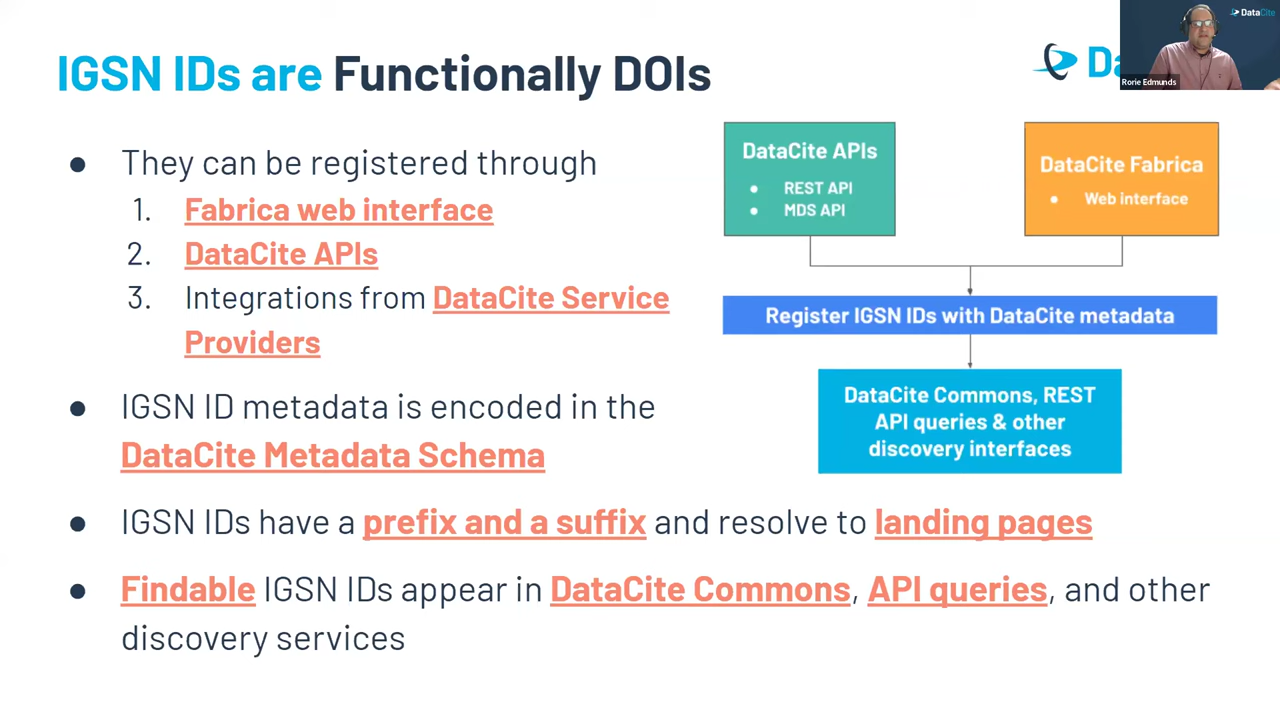 IGSN IDs are Functionally DOIs
DataCite
Rorie Edmunds
● They can be registered through
1. Fabrica web interface
2. DataCite APIs
3. Integrations from DataCite Service
Providers
● IGSN ID metadata is encoded in the
DataCite Metadata Schema
● IGSN IDs have a prefix and a suffix and resolve to landing pages
● Findable IGSN IDs appear in DataCite Commons, API queries, and other
discovery services
DataCite APIs
● REST API
● MDS API
DataCite Fabrica
● Web interface
Register IGSN IDs with DataCite metadata
DataCite Commons, REST
API queries & other
discovery interfaces